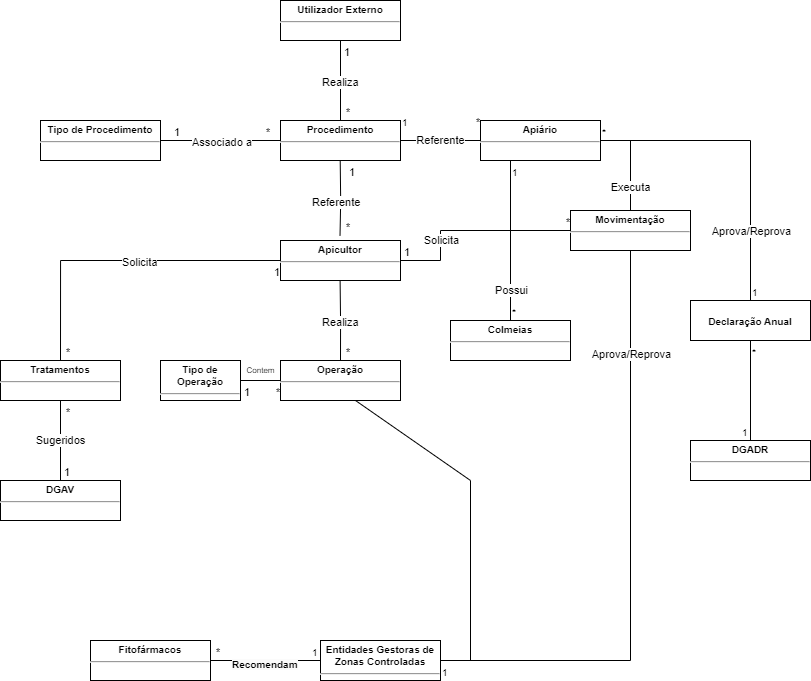 Utilizador Externo
1
Realiza
*
Tipo de Procedimento
1
Associado a
*
Procedimento
1
Referente
*
Apiário
*
1
Referente
*
1
Executa
Aprova/Reprova
*
Movimentação
Apicultor
1
Solicita
1
Solicita
Possui
*
1
Declaração Anual
Realiza
*
Colmeias
*
Aprova/Reprova
*
Tratamentos
Tipo de
Operação
Contem
1
*
Operação
*
Sugeridos
1
DGAV
1
DGADR
Fitofármacos
*
Recomendam
1
Entidades Gestoras de
Zonas Controladas
1